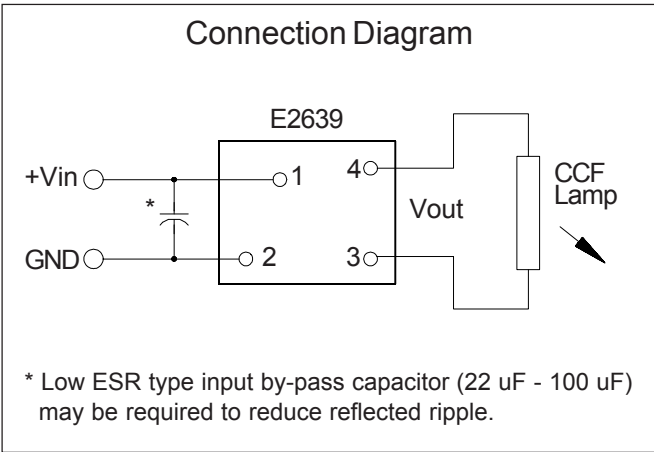 Connection Diagram
E2639
+Vin
1
4
CCF
Lamp
*
Vout
GND
2
3
* Low ESR type input by-pass capacitor (22 uF - 100 uF)
may be required to reduce reflected ripple.